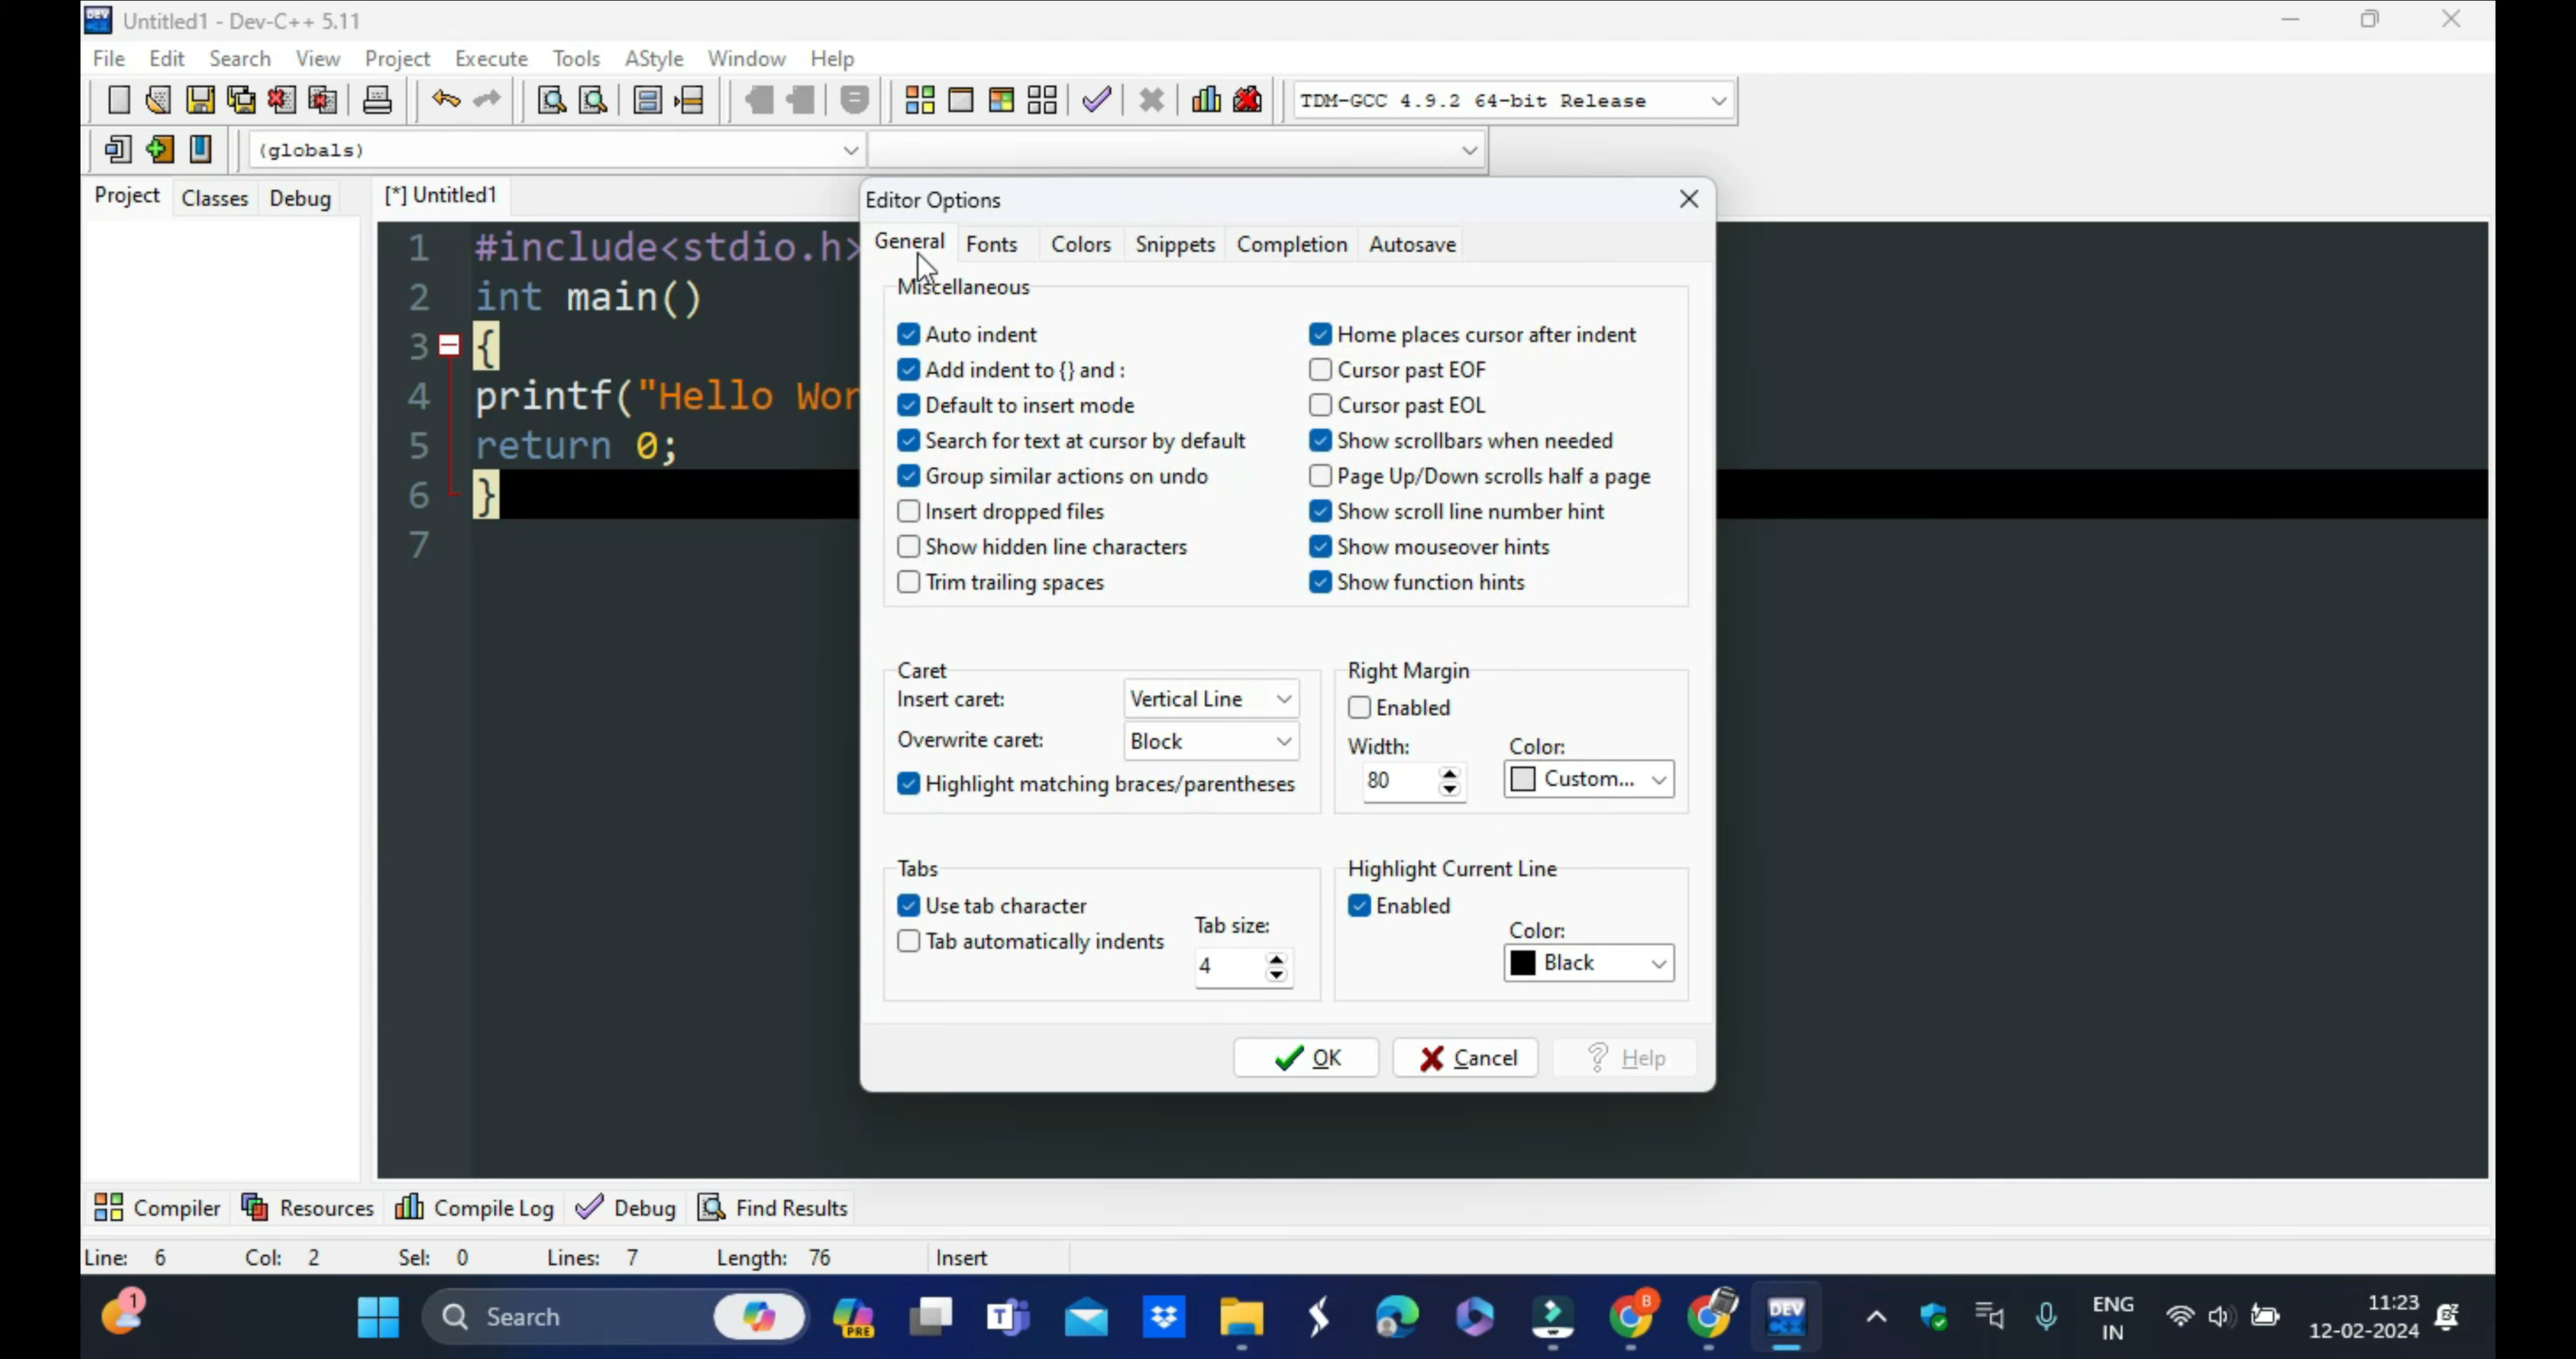 Untitled1 - Dev-C++ 5.11
File Edit Search View Project Execute Tools AStyle Window Help
TDM-GCC 4.9.2 64-bit Release
(globals)
Project Classes Debug [*] Untitled1
1 #include<stdio.h>
2 int main()
3 {
4 printf("Hello Wor
5 return 0;
6 }
7
Editor Options
General Fonts Colors Snippets Completion Autosave
Miscellaneous
Auto indent Home places cursor after indent
Add indent to {} and : Cursor past EOF
Default to insert mode Cursor past EOL
Search for text at cursor by default Show scrollbars when needed
Group similar actions on undo Page Up/Down scrolls half a page
Insert dropped files Show scroll line number hint
Show hidden line characters Show mouseover hints
Trim trailing spaces Show function hints
Caret
Insert caret: Vertical Line
Overwrite caret: Block
Highlight matching braces/parentheses
Right Margin
Enabled
Width: Color:
80 Custom...
Tabs
Use tab character
Tab automatically indents
Tab size:
4
Highlight Current Line
Enabled
Color:
Black
OK Cancel Help
Compiler Resources Compile Log Debug Find Results
Line: 6 Col: 2 Sel: 0 Lines: 7 Length: 76 Insert
1
Search
PRE
T
B
DEV
ENG
IN
11:23
12-02-2024